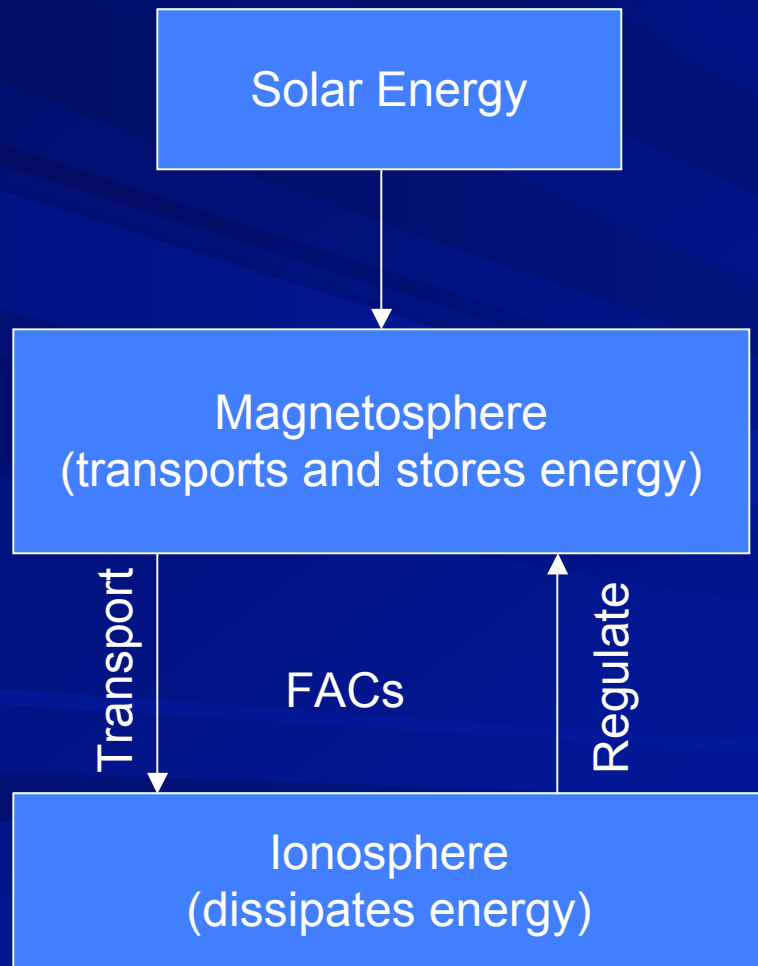 Solar Energy
Magnetosphere
(transports and stores energy)
Transport
FACs
Regulate
Ionosphere
(dissipates energy)